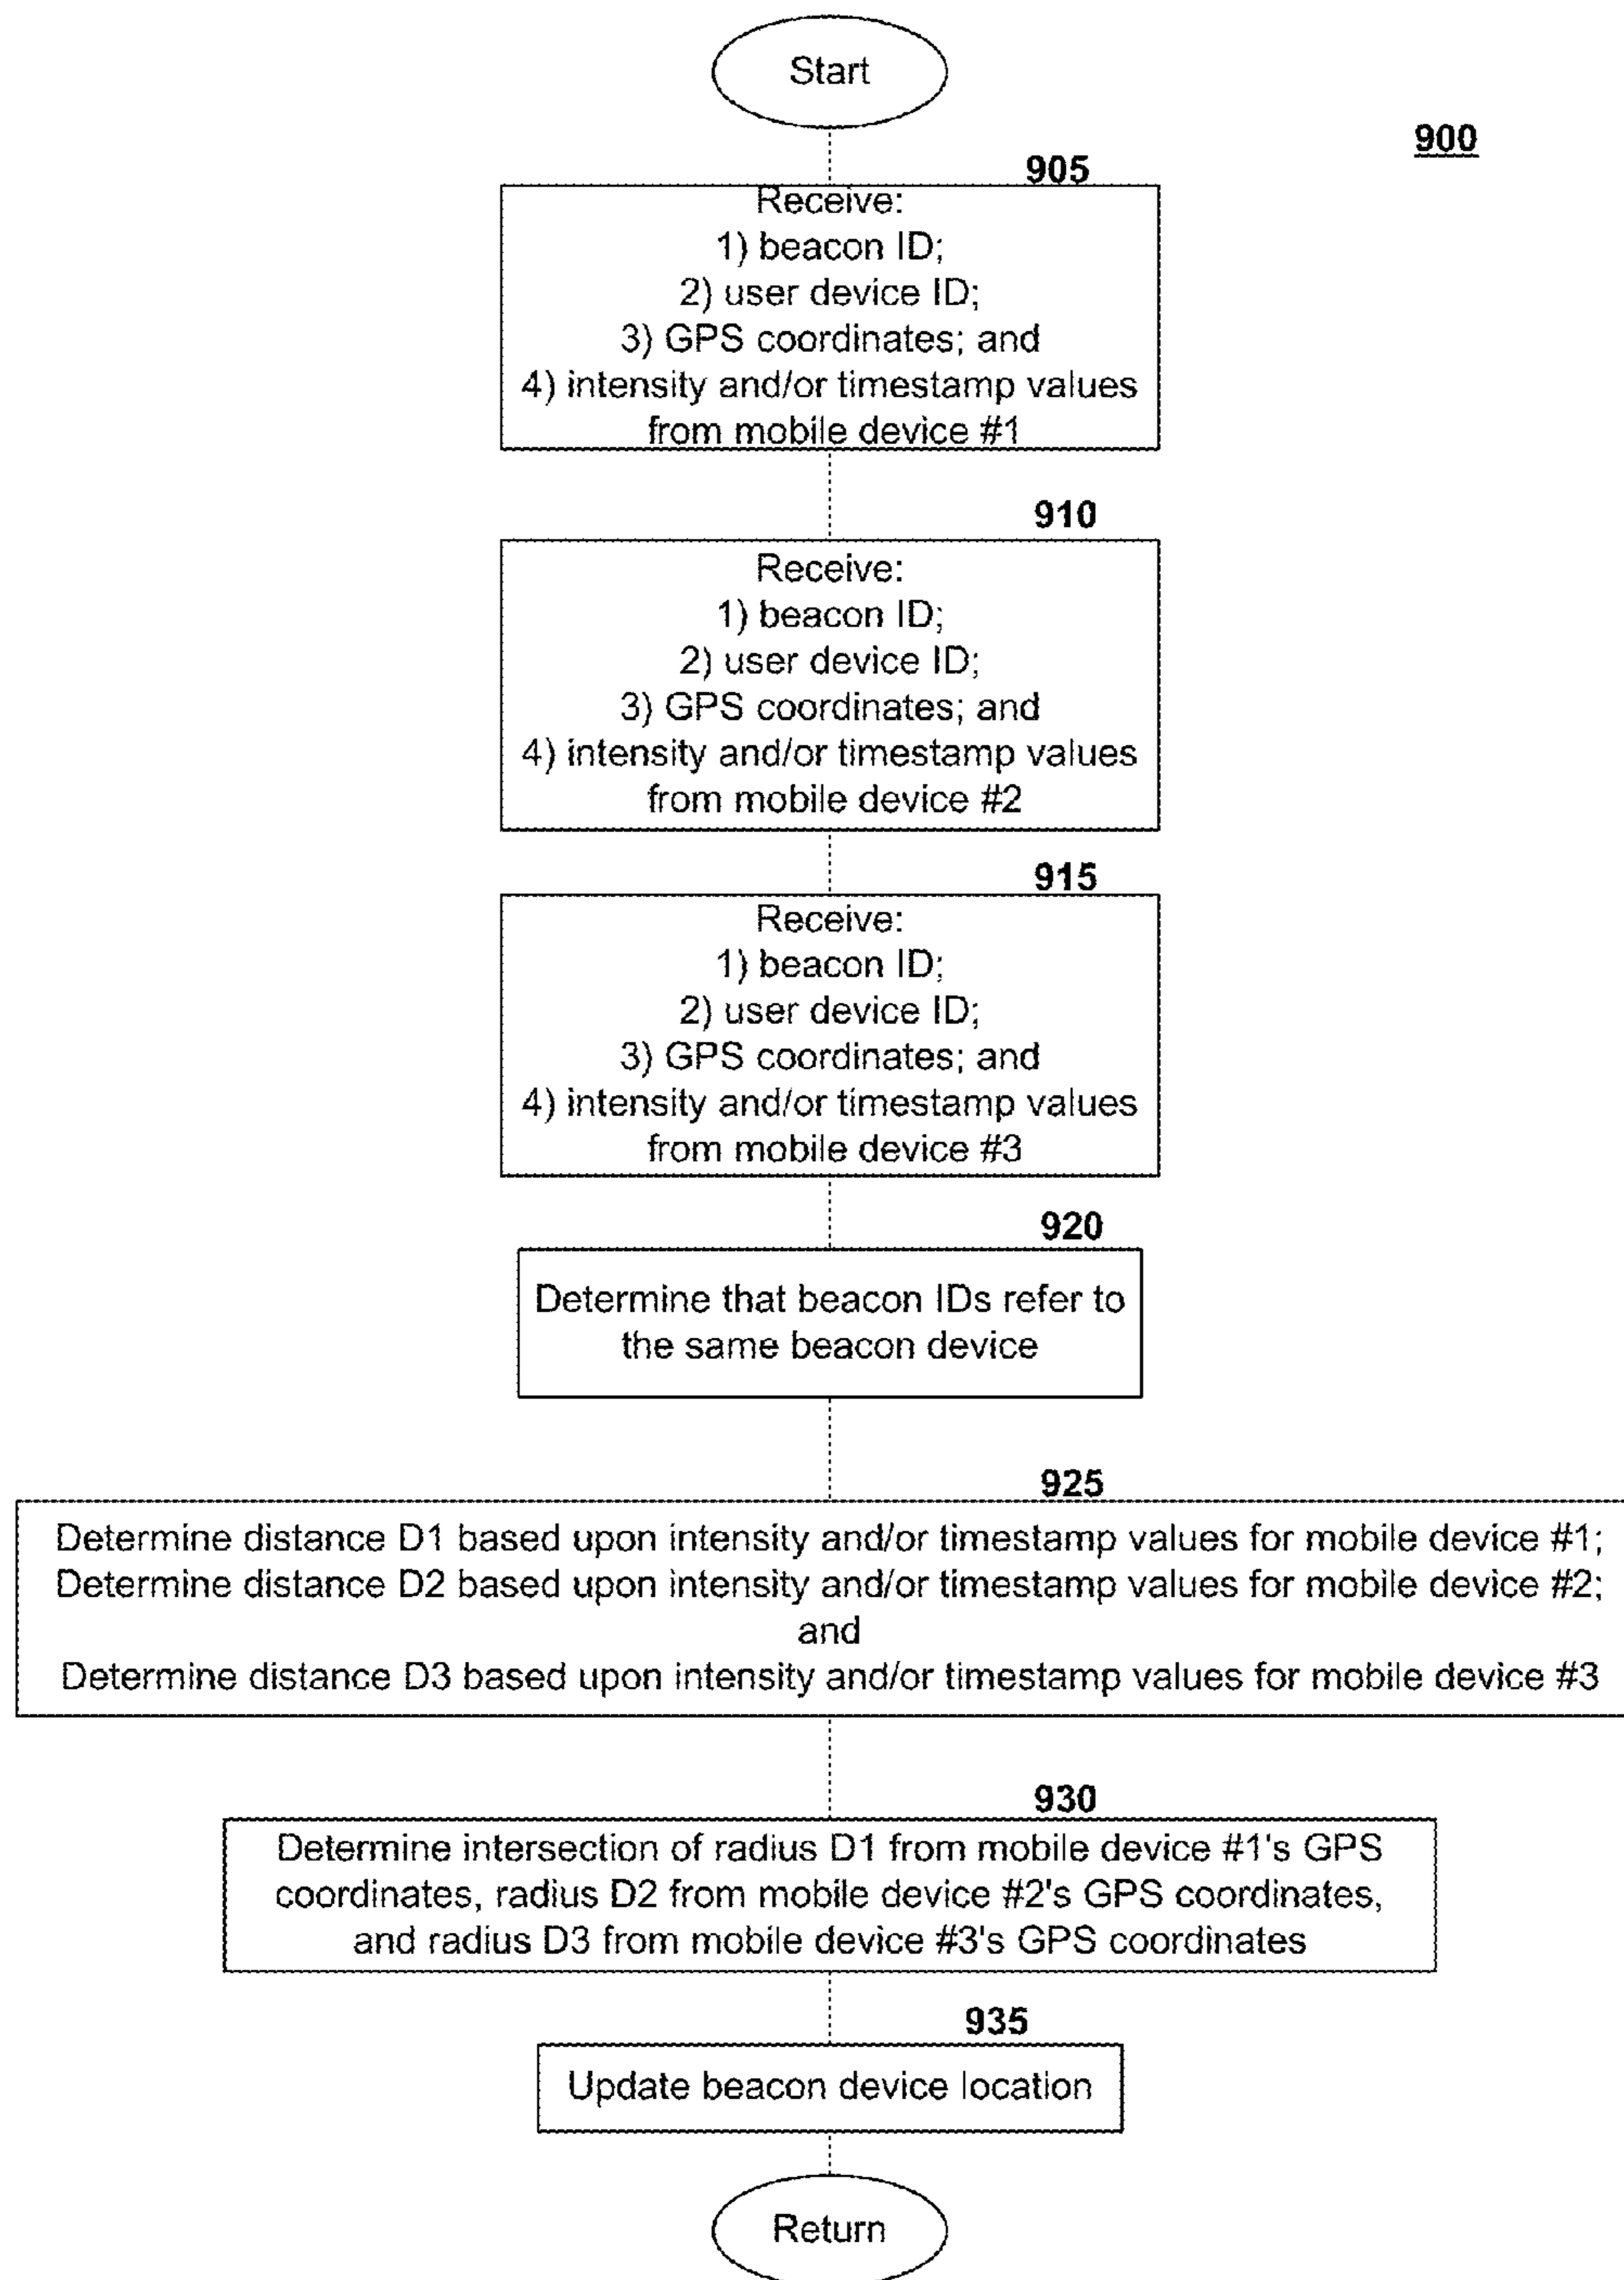 Start
900
905
Receive:
1) beacon ID;
2) user device ID;
3) GPS coordinates; and
4) intensity and/or timestamp values
from mobile device #1
910
Receive:
1) beacon ID;
2) user device ID;
3) GPS coordinates; and
4) intensity and/or timestamp values
from mobile device #2
915
Receive:
1) beacon ID;
2) user device ID;
3) GPS coordinates; and
4) intensity and/or timestamp values
from mobile device #3
920
Determine that beacon IDs refer to
the same beacon device
925
Determine distance D1 based upon intensity and/or timestamp values for mobile device #1;
Determine distance D2 based upon intensity and/or timestamp values for mobile device #2;
and
Determine distance D3 based upon intensity and/or timestamp values for mobile device #3
930
Determine intersection of radius D1 from mobile device #1's GPS
coordinates, radius D2 from mobile device #2's GPS coordinates,
and radius D3 from mobile device #3's GPS coordinates
935
Update beacon device location
Return